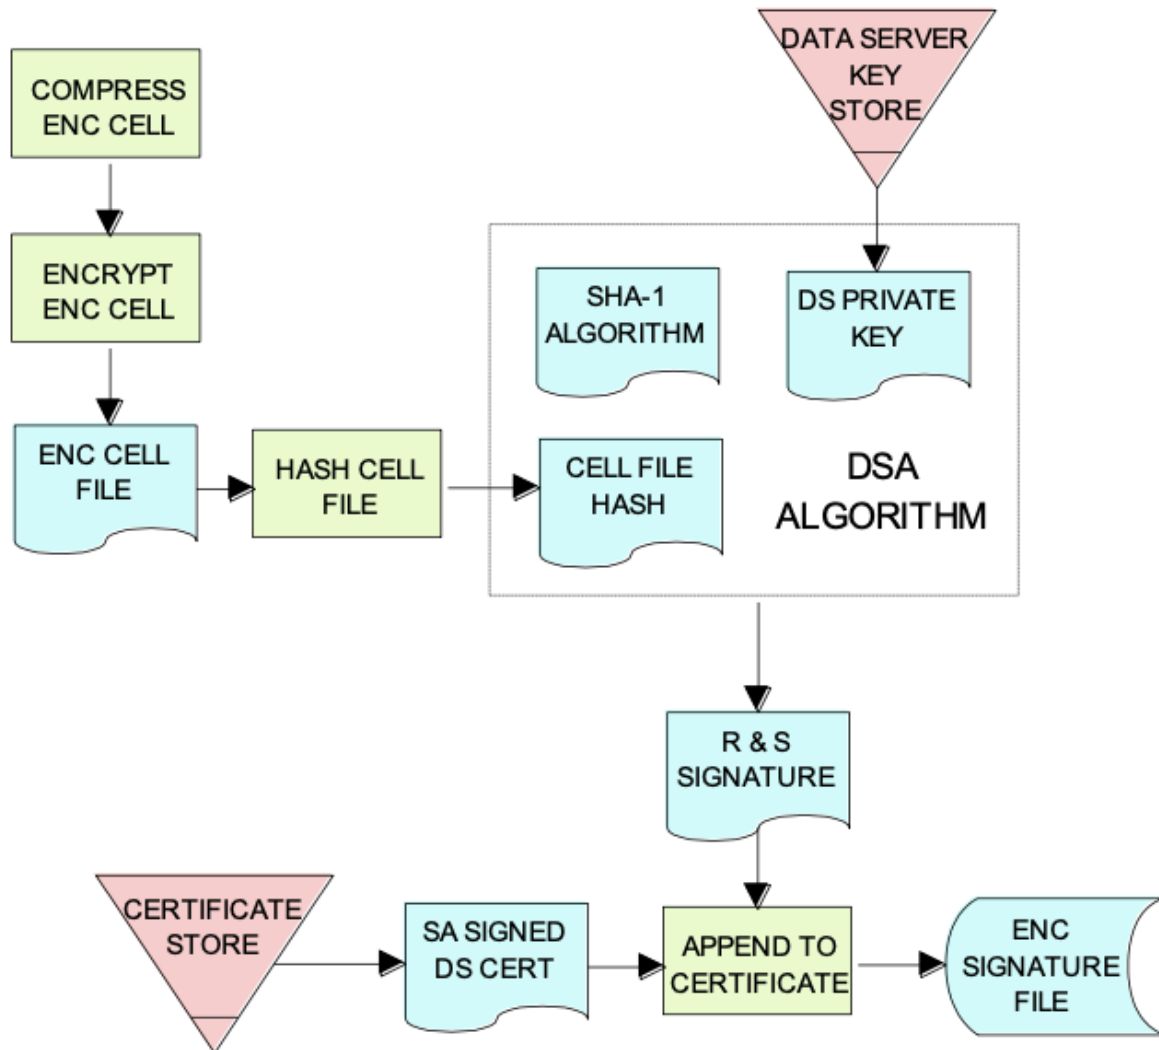 COMPRESS
ENC CELL
DATA SERVER
KEY
STORE
ENCRYPT
ENC CELL
SHA-1
ALGORITHM
DS PRIVATE
KEY
ENC CELL
FILE
HASH CELL
FILE
CELL FILE
HASH
DSA
ALGORITHM
R & S
SIGNATURE
CERTIFICATE
STORE
SA SIGNED
DS CERT
APPEND TO
CERTIFICATE
ENC
SIGNATURE
FILE